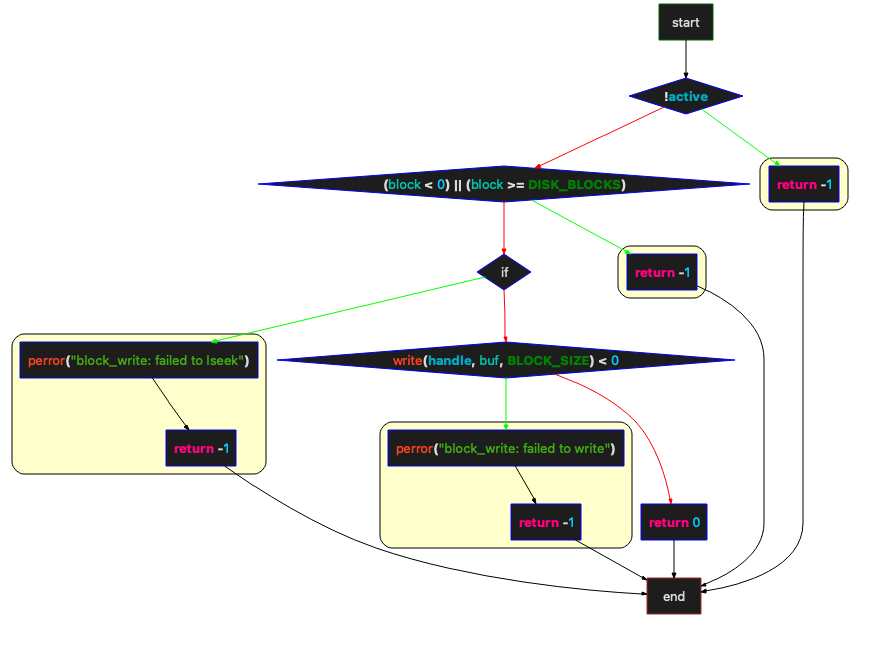 start
!active
(block < 0) || (block >= DISK_BLOCKS)
return -1
if
return -1
perror("block_write: failed to lseek")
write(handle, buf, BLOCK_SIZE) < 0
return -1
perror("block_write: failed to write")
return -1
return 0
end